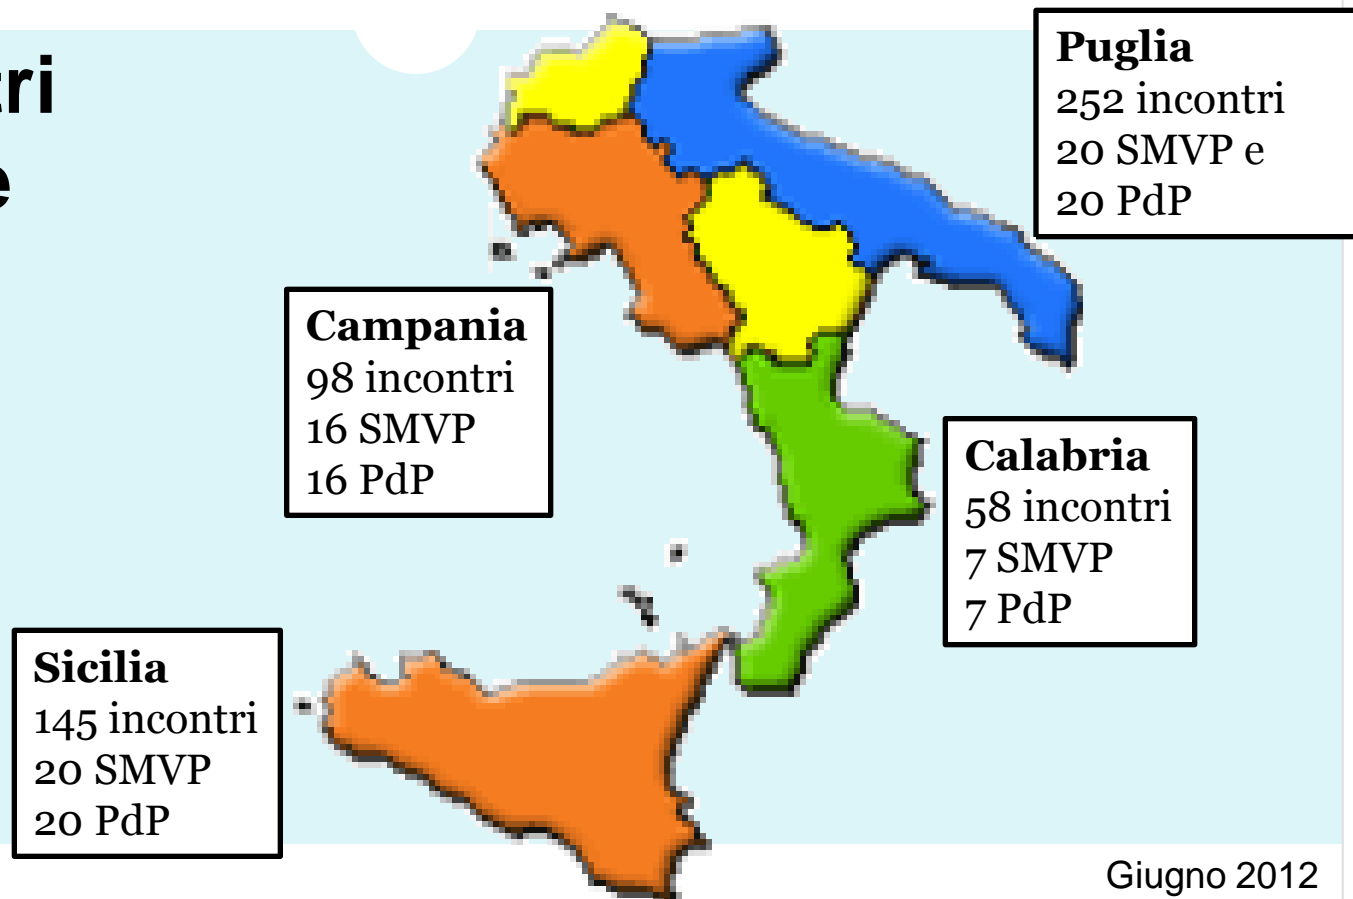 tri
e
Puglia
252 incontri
20 SMVP e
20 PdP
Campania
98 incontri
16 SMVP
16 PdP
Calabria
58 incontri
7 SMVP
7 PdP
Sicilia
145 incontri
20 SMVP
20 PdP
Giugno 2012